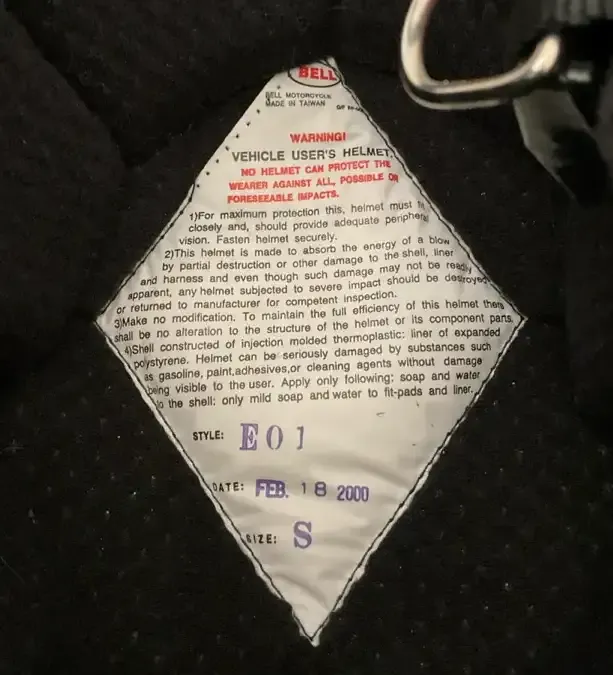 BELL
BELL MOTORCYCLE
MADE IN TAIWAN
WARNING!
VEHICLE USER'S HELMET.
NO HELMET CAN PROTECT THE
WEARER AGAINST ALL, POSSIBLE OR
FORESEEABLE IMPACTS.
1)For maximum protection this, helmet must
closely and, should provide adequate peripheral
vision. Fasten helmet securely.
2)This helmet is made to absorb the energy of a blow
by partial destruction or other damage to the shell, liner
and harness and even though such damage may not be readily
apparent, any helmet subjected to severe impact should be destroyed
or returned to manufacturer for competent inspection.
3)Make no modification. To maintain the full efficiency of this helmet there
shall be no alteration to the structure of the helmet or its component parts.
4)Shell constructed of injection molded thermoplastic: liner of expanded
polystyrene. Helmet can be seriously damaged by substances such
as gasoline, paint,adhesives,or cleaning agents without damage
being visible to the user. Apply only following: soap and water
to the shell: only mild soap and water to fit-pads and liner.
STYLE: E01
DATE: FEB. 18 2000
SIZE: S